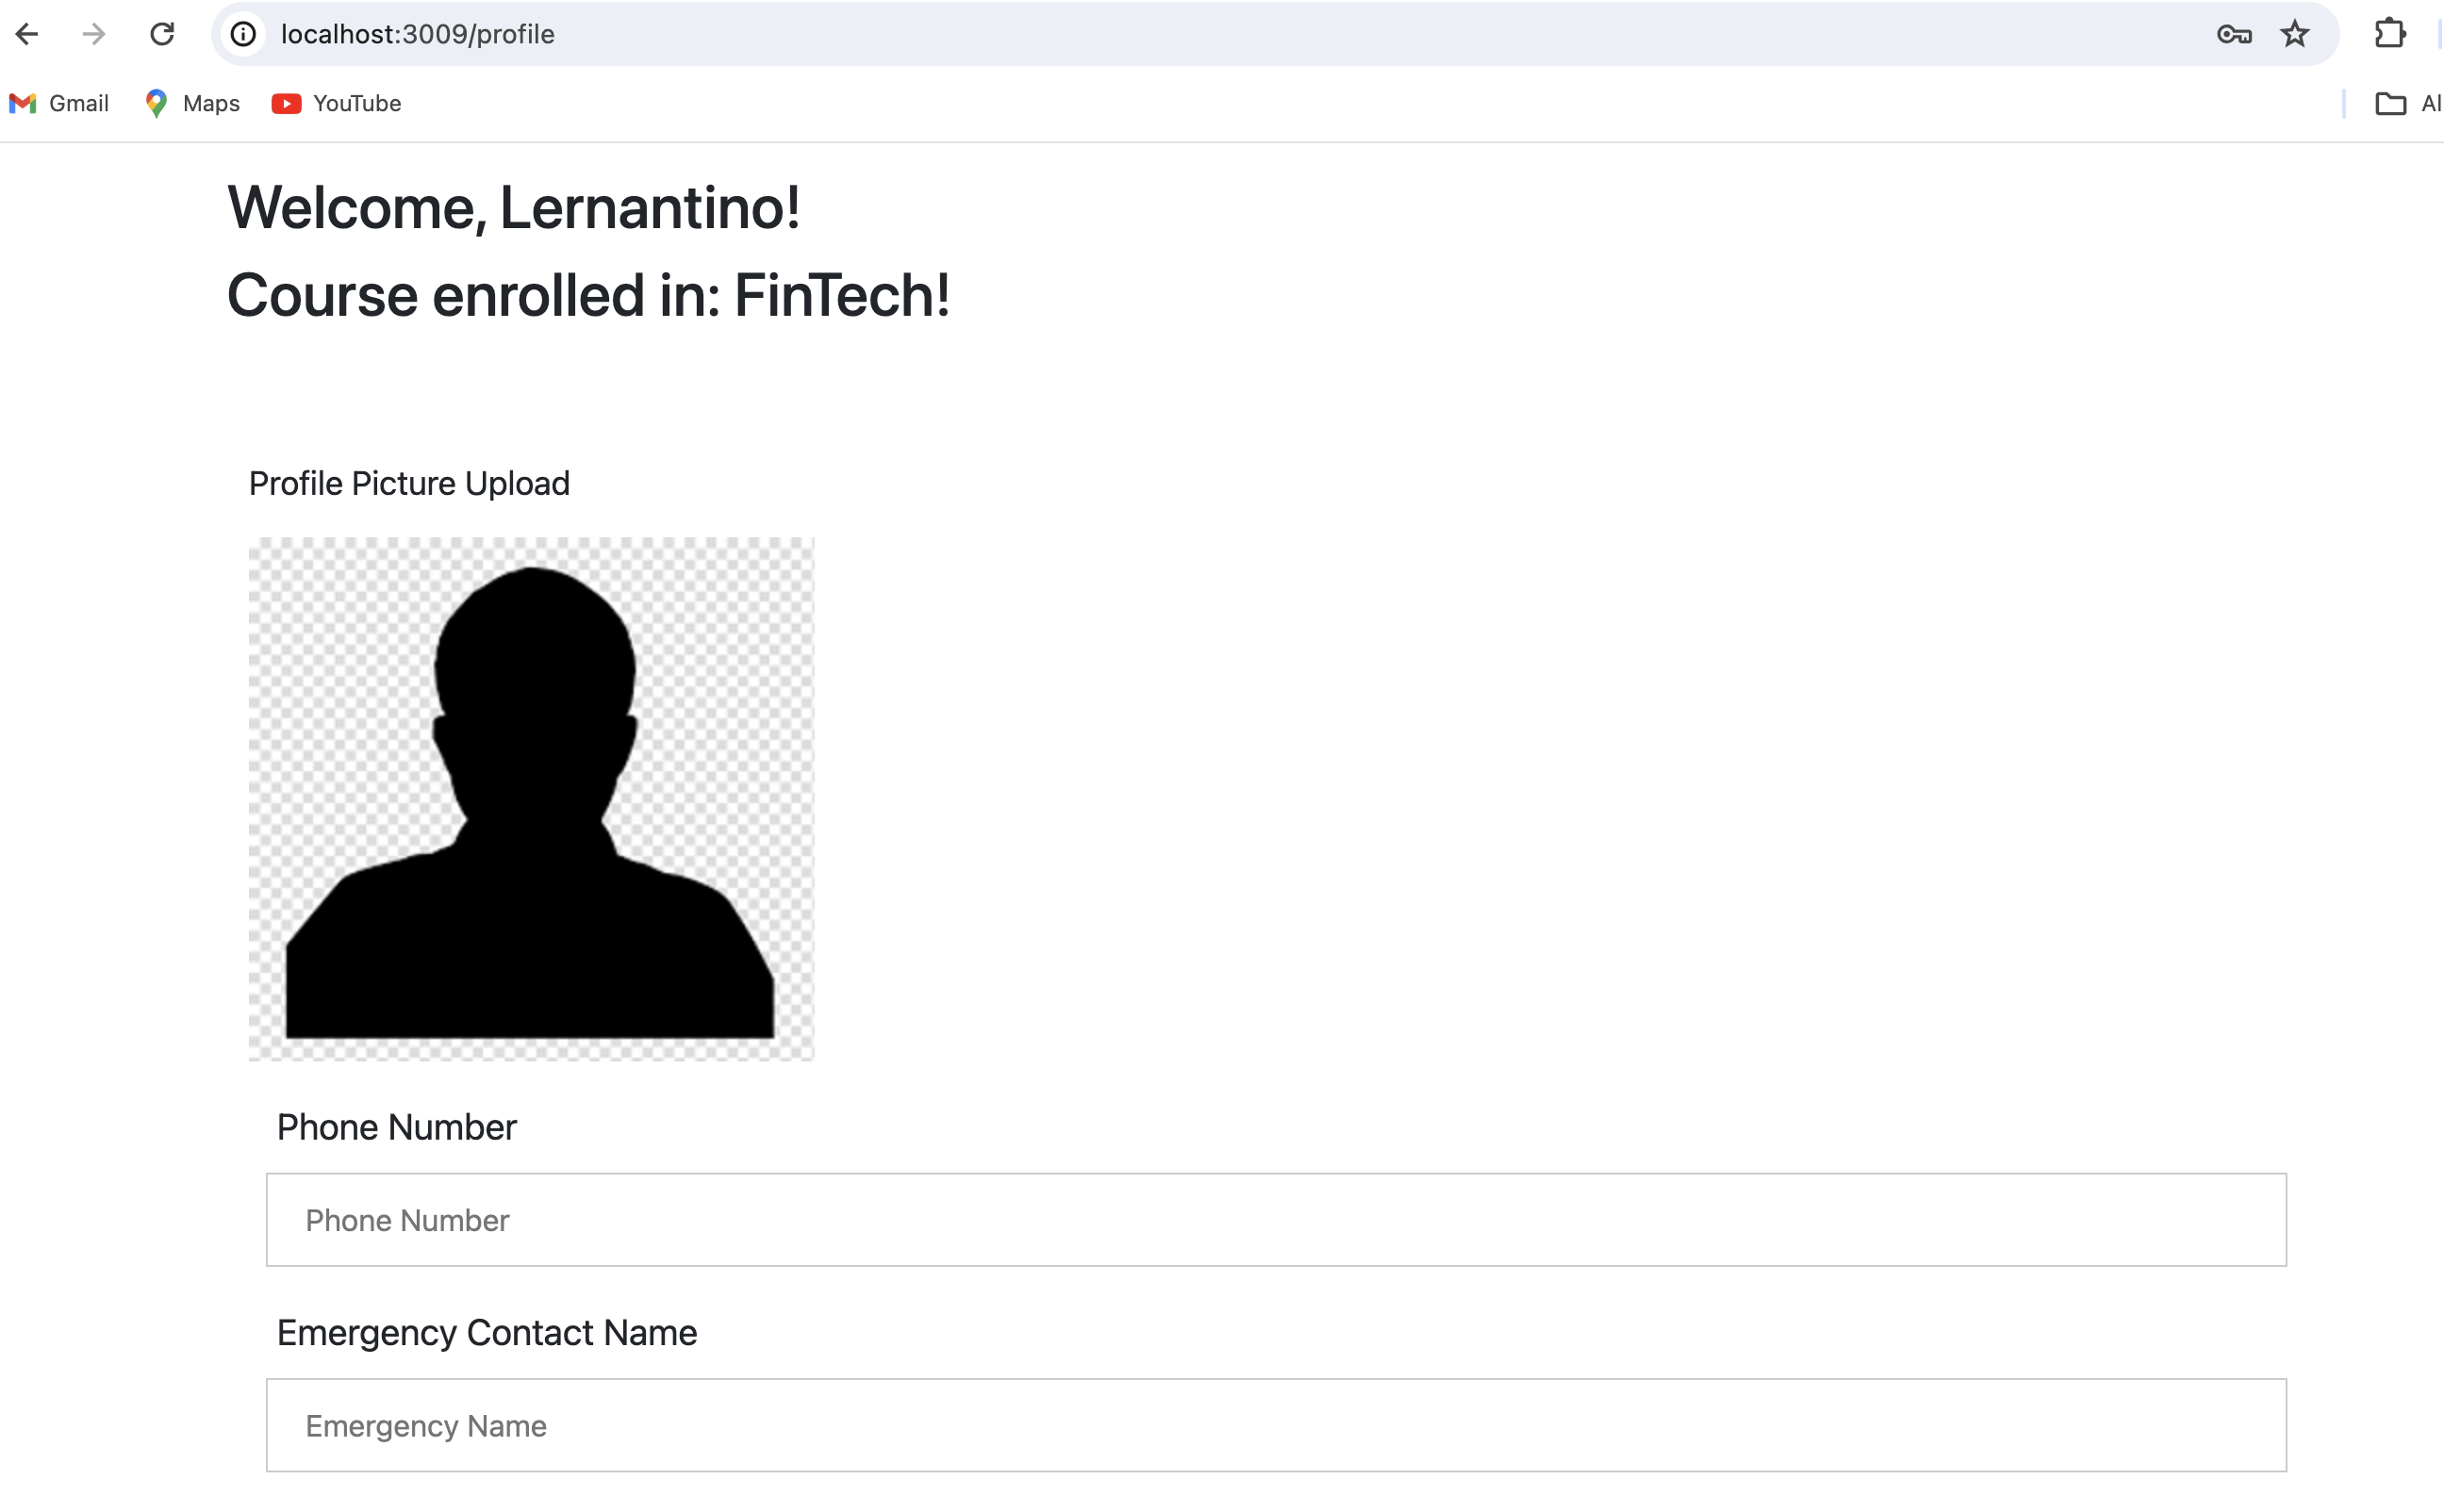 localhost:3009/profile
Gmail Maps YouTube Al
Welcome, Lernantino!
Course enrolled in: FinTech!
Profile Picture Upload
Phone Number
Phone Number
Emergency Contact Name
Emergency Name